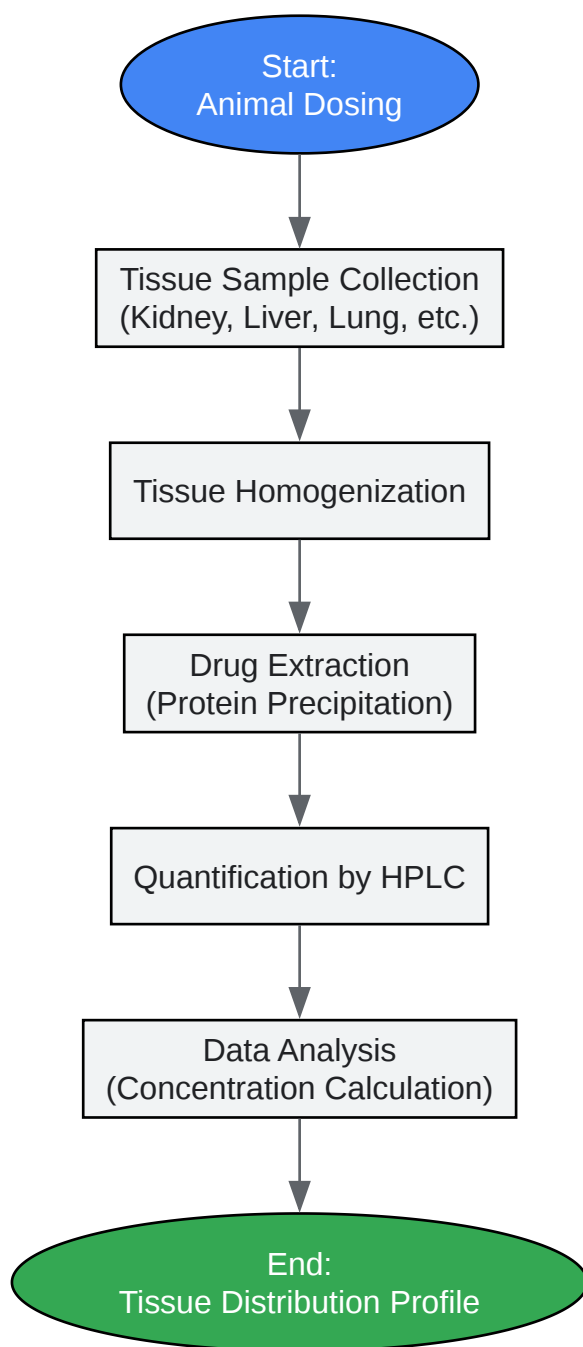 Start:
Animal Dosing
Tissue Sample Collection
(Kidney, Liver, Lung, etc.)
Tissue Homogenization
Drug Extraction
(Protein Precipitation)
Quantification by HPLC
Data Analysis
(Concentration Calculation)
End:
Tissue Distribution Profile